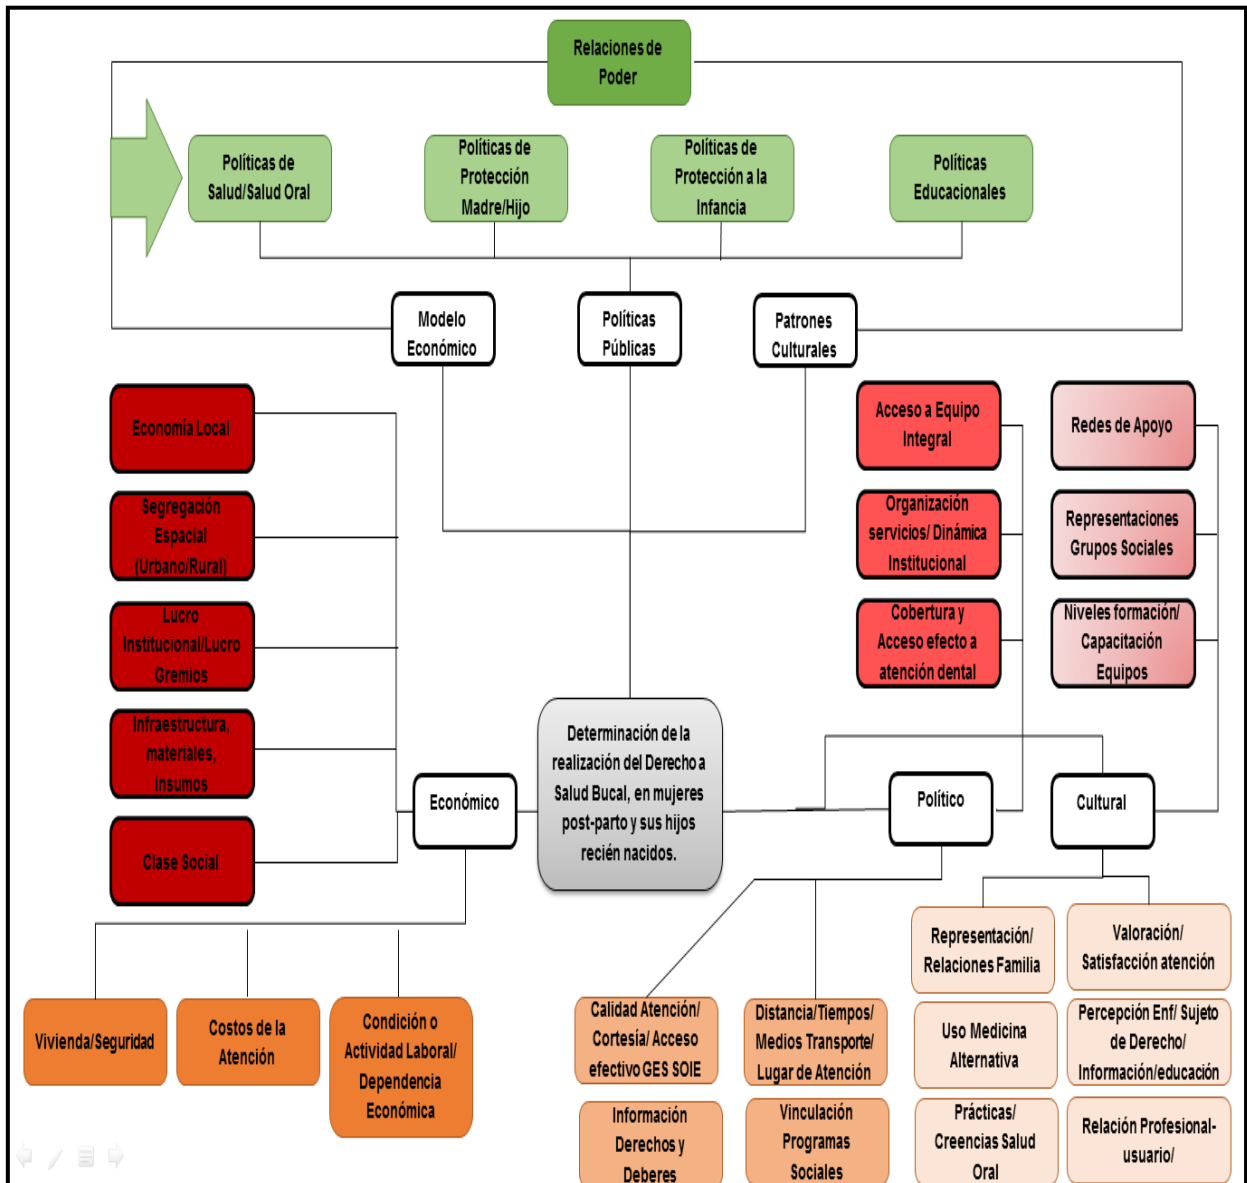 Relaciones de
Poder
Políticas de
Salud/Salud Oral
Políticas de
Protección
Madre/Hijo
Políticas de
Protección a la
Infancia
Políticas
Educacionales
Modelo
Económico
Políticas
Públicas
Patrones
Culturales
Economía Local
Segregación
Espacial
(Urbano/Rural)
Lucro
Institucional/Lucro
Gremios
Infraestructura,
materiales,
insumos
Clase Social
Acceso a Equipo
Integral
Organización
servicios/ Dinámica
Institucional
Cobertura y
Acceso efecto a
atención dental
Redes de Apoyo
Representaciones
Grupos Sociales
Niveles formación/
Capacitación
Equipos
Económico
Determinación de la
realización del Derecho a
Salud Bucal, en mujeres
post-parto y sus hijos
recién nacidos.
Político
Cultural
Vivienda/Seguridad
Costos de la
Atención
Condición o
Actividad Laboral/
Dependencia
Económica
Calidad Atención/
Cortesía/ Acceso
efectivo GES SOIE
Distancia/Tiempos/
Medios Transporte/
Lugar de Atención
Información
Derechos y
Deberes
Vinculación
Programas
Sociales
Representación/
Relaciones Familia
Valoración/
Satisfacción atención
Uso Medicina
Alternativa
Percepción Enf/ Sujeto
de Derecho/
Información/educación
Prácticas/
Creencias Salud
Oral
Relación Profesional-
usuario/